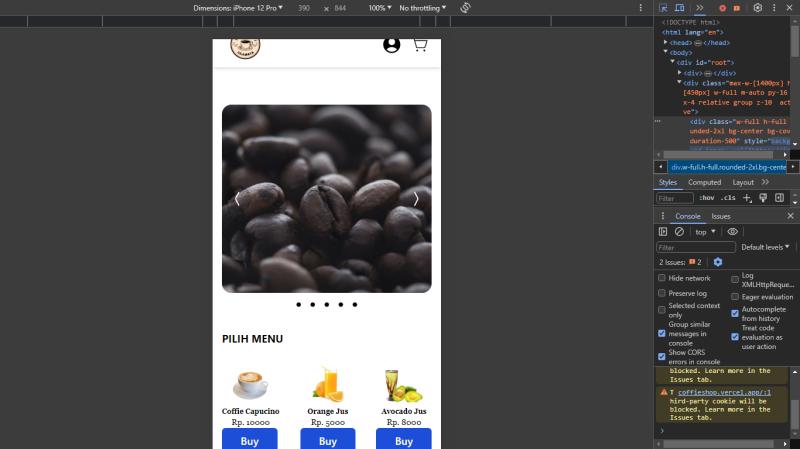 Dimensions: iPhone 12 Pro ▾ 390 × 844 100% ▾ No throttling ▾
PILIH MENU
Coffie Capucino
Rp. 10000
Buy
Orange Jus
Rp. 5000
Buy
Avocado Jus
Rp. 8000
Buy
<!DOCTYPE html>
<html lang="en">
<head> </head>
<body>
<div id="root">
<div> </div>
<div class="max-w-[1400px] h
[450px] w-full m-auto py-16
x-4 relative group z-10 act
ve">
<div class="w-full h-full
unded-2xl bg-center bg-cov
duration-500" style="backg
div.w-full.h-full.rounded-2xl.bg-cente
Styles Computed Layout
Filter :hov .cls
Console Issues
top ▾
Filter Default levels ▾
2 Issues: 2
Hide network
Log
XMLHttpReque...
Preserve log
Eager evaluation
Selected context
only
Autocomplete
from history
Group similar
messages in
console
Treat code
evaluation as
user action
Show CORS
errors in console
blocked. Learn more in the
Issues tab.
T coffieshop.vercel.app/:1
hird-party cookie will be
blocked. Learn more in the
Issues tab.